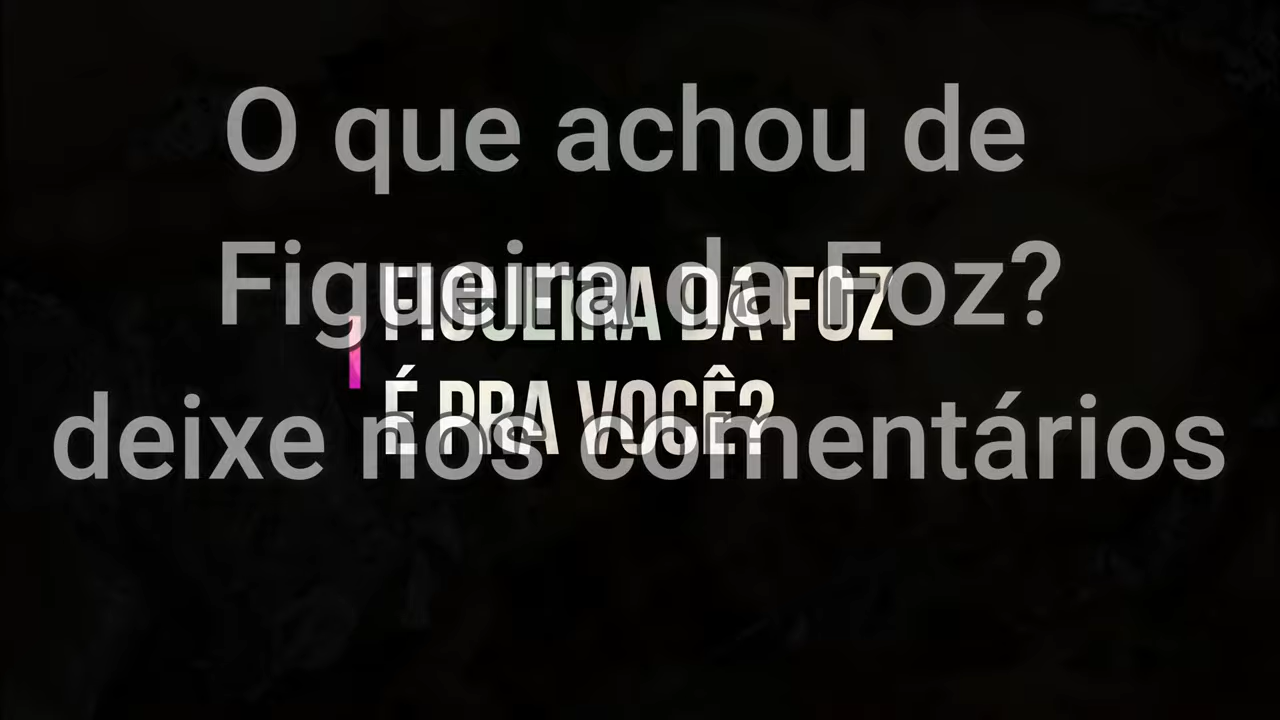 O que achou de
Figueira da Foz?
deixe nos comentários
FIGUEIRA DA FOZ
É PRA VOCÊ?